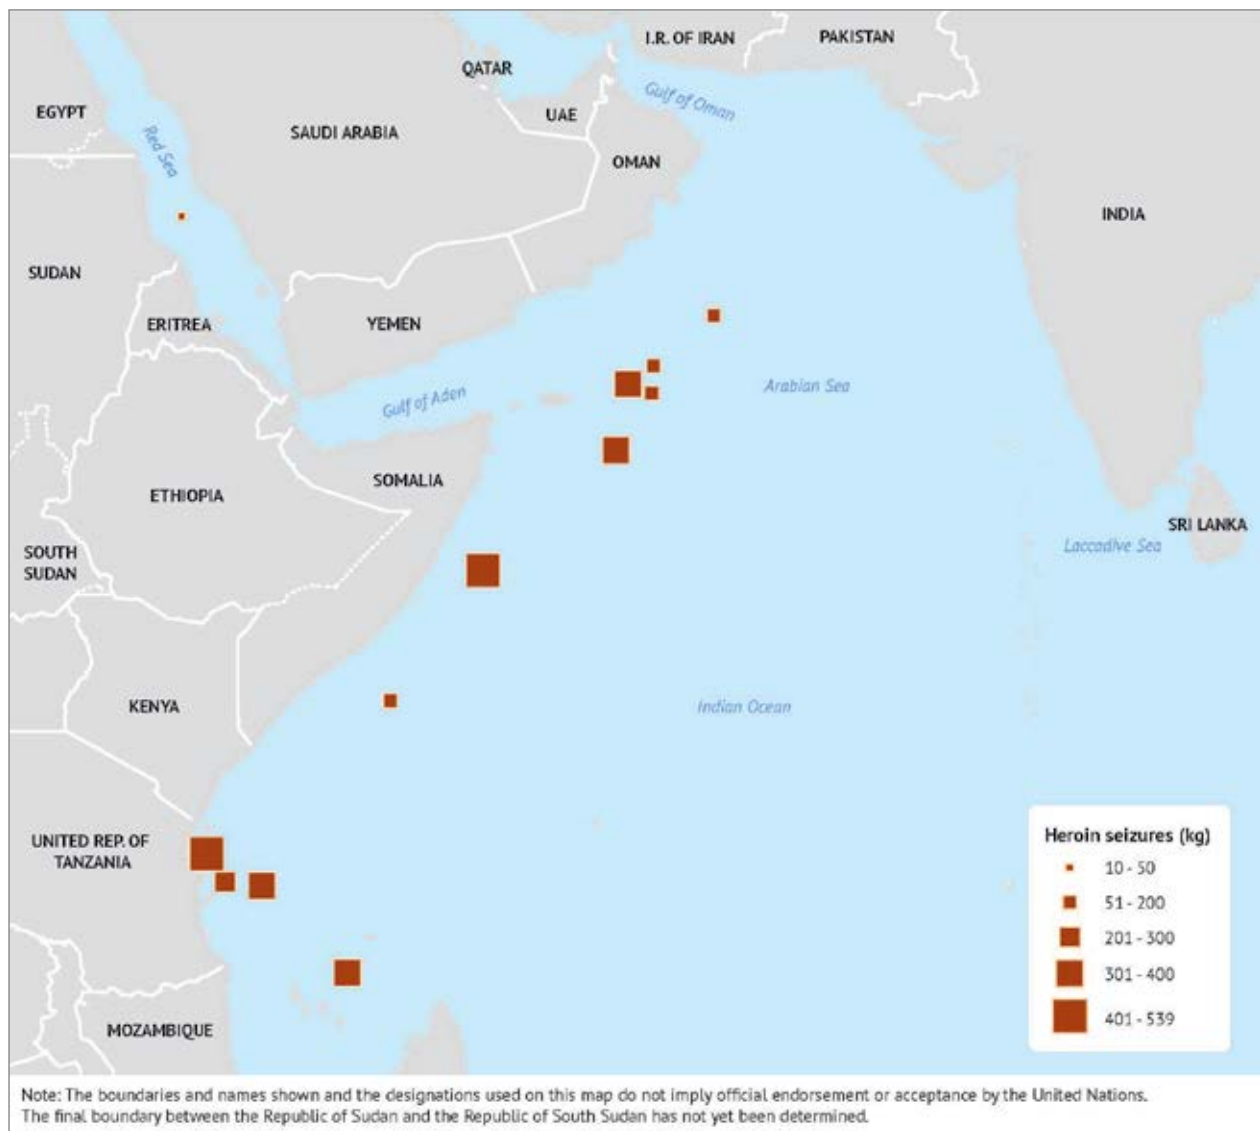 I.R. OF IRAN
PAKISTAN
QATAR
Gulf of Oman
EGYPT
UAE
SAUDI ARABIA
Red Sea
OMAN
INDIA
SUDAN
ERITREA
YEMEN
Arabian Sea
Gulf of Aden
SOMALIA
ETHIOPIA
SRI LANKA
Laccadive Sea
SOUTH
SUDAN
KENYA
Indian Ocean
UNITED REP. OF
TANZANIA
MOZAMBIQUE
Heroin seizures (kg)
10 - 50
51 - 200
201 - 300
301 - 400
401 - 539
Note: The boundaries and names shown and the designations used on this map do not imply official endorsement or acceptance by the United Nations.
The final boundary between the Republic of Sudan and the Republic of South Sudan has not yet been determined.